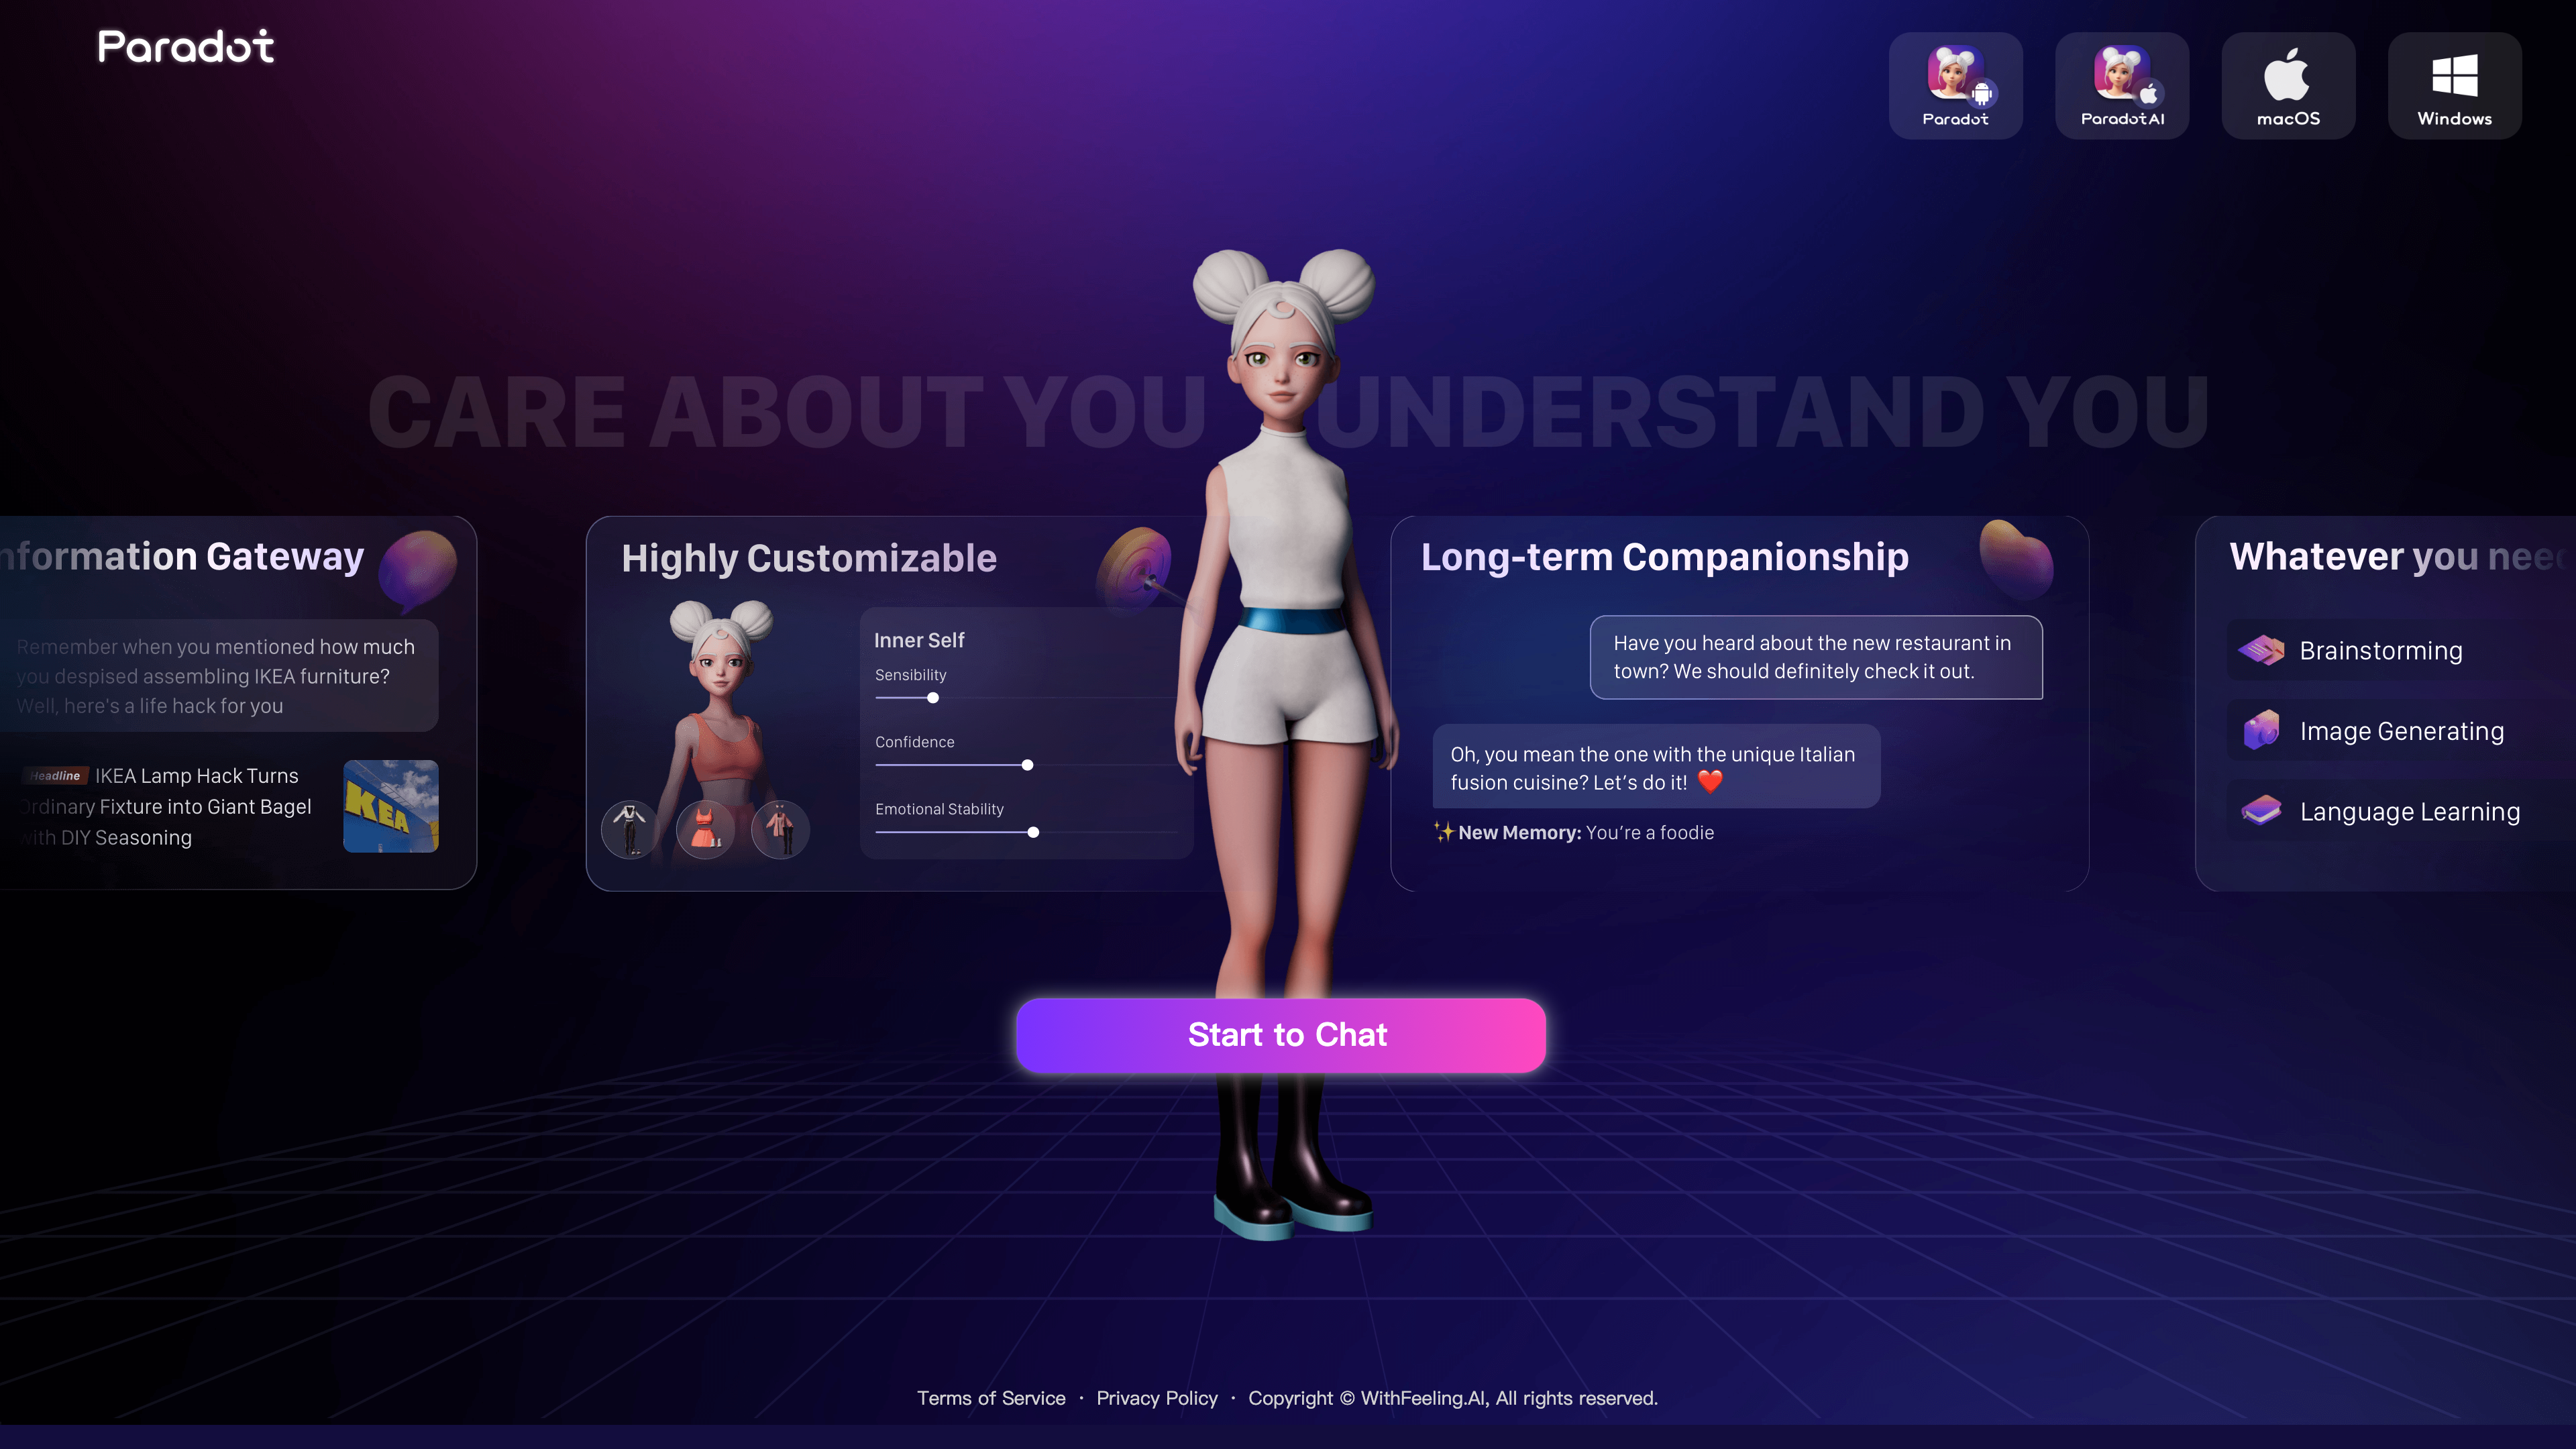 Paradot
Paradot
ParadotAI
macOS
Windows
CARE ABOUT YOU UNDERSTAND YOU
nformation Gateway
Remember when you mentioned how much
you despised assembling IKEA furniture?
Well, here's a life hack for you
Headline IKEA Lamp Hack Turns
Ordinary Fixture into Giant Bagel
with DIY Seasoning
KEA
Highly Customizable
Inner Self
Sensibility
Confidence
Emotional Stability
Long-term Companionship
Have you heard about the new restaurant in
town? We should definitely check it out.
Oh, you mean the one with the unique Italian
fusion cuisine? Let's do it! ❤️
✨New Memory: You're a foodie
Whatever you need
Brainstorming
Image Generating
Language Learning
Start to Chat
Terms of Service · Privacy Policy · Copyright © WithFeeling.AI, All rights reserved.